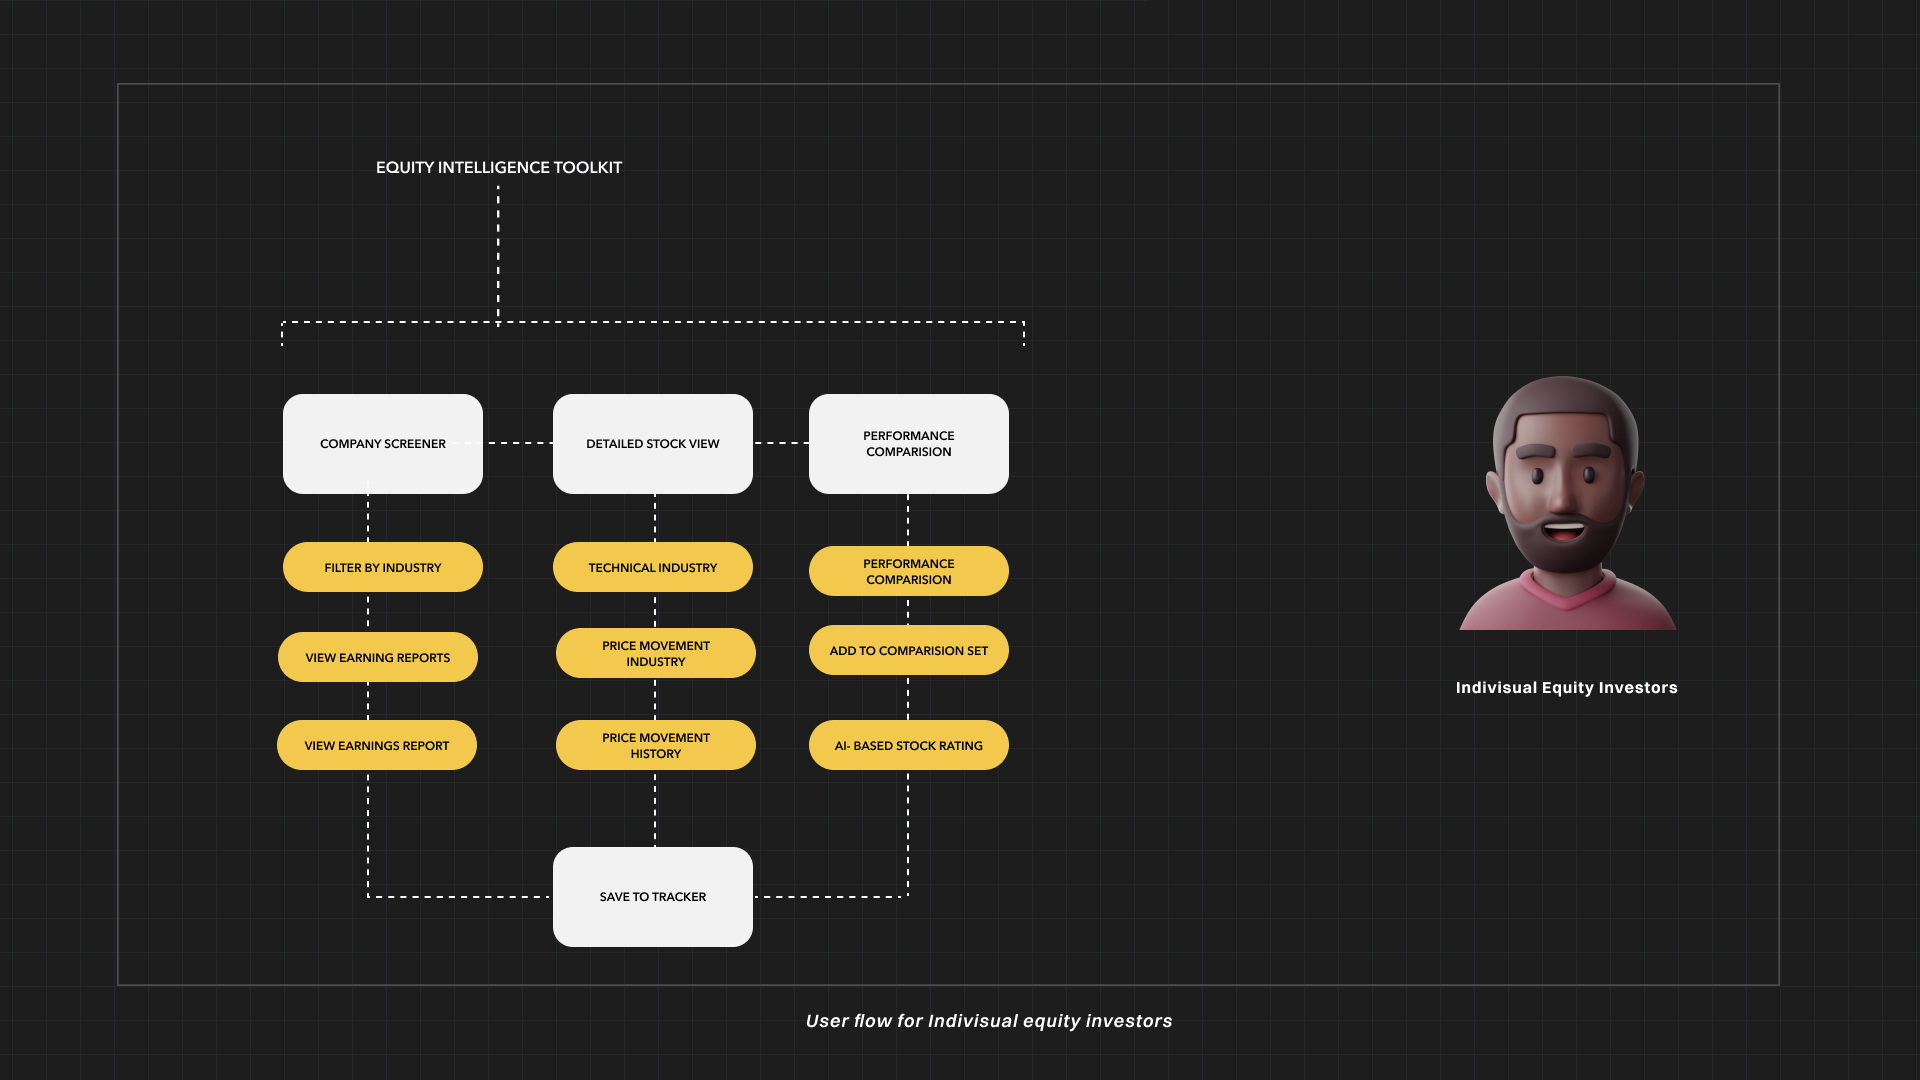 EQUITY INTELLIGENCE TOOLKIT
COMPANY SCREENER
DETAILED STOCK VIEW
PERFORMANCE
COMPARISION
FILTER BY INDUSTRY
TECHNICAL INDUSTRY
PERFORMANCE
COMPARISION
VIEW EARNING REPORTS
PRICE MOVEMENT
INDUSTRY
ADD TO COMPARISION SET
VIEW EARNINGS REPORT
PRICE MOVEMENT
HISTORY
AI- BASED STOCK RATING
SAVE TO TRACKER
Indivisual Equity Investors
User flow for Indivisual equity investors